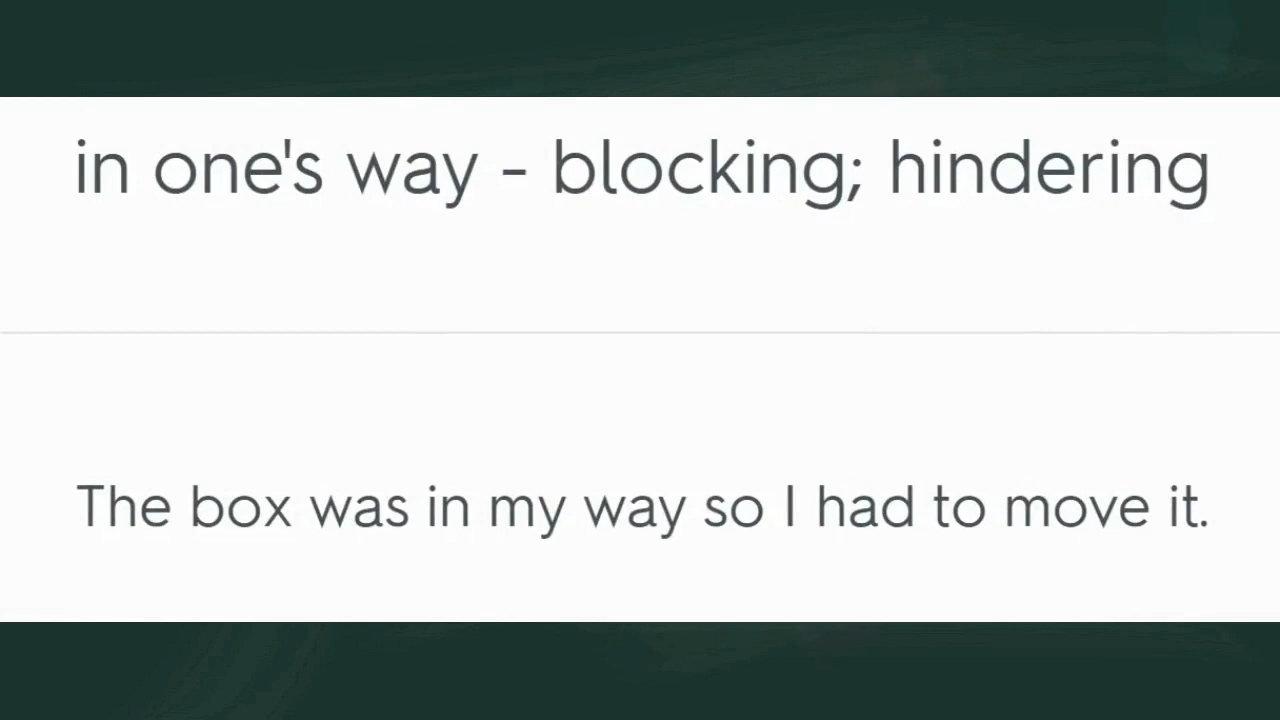 in one's way - blocking; hindering
The box was in my way so I had to move it.